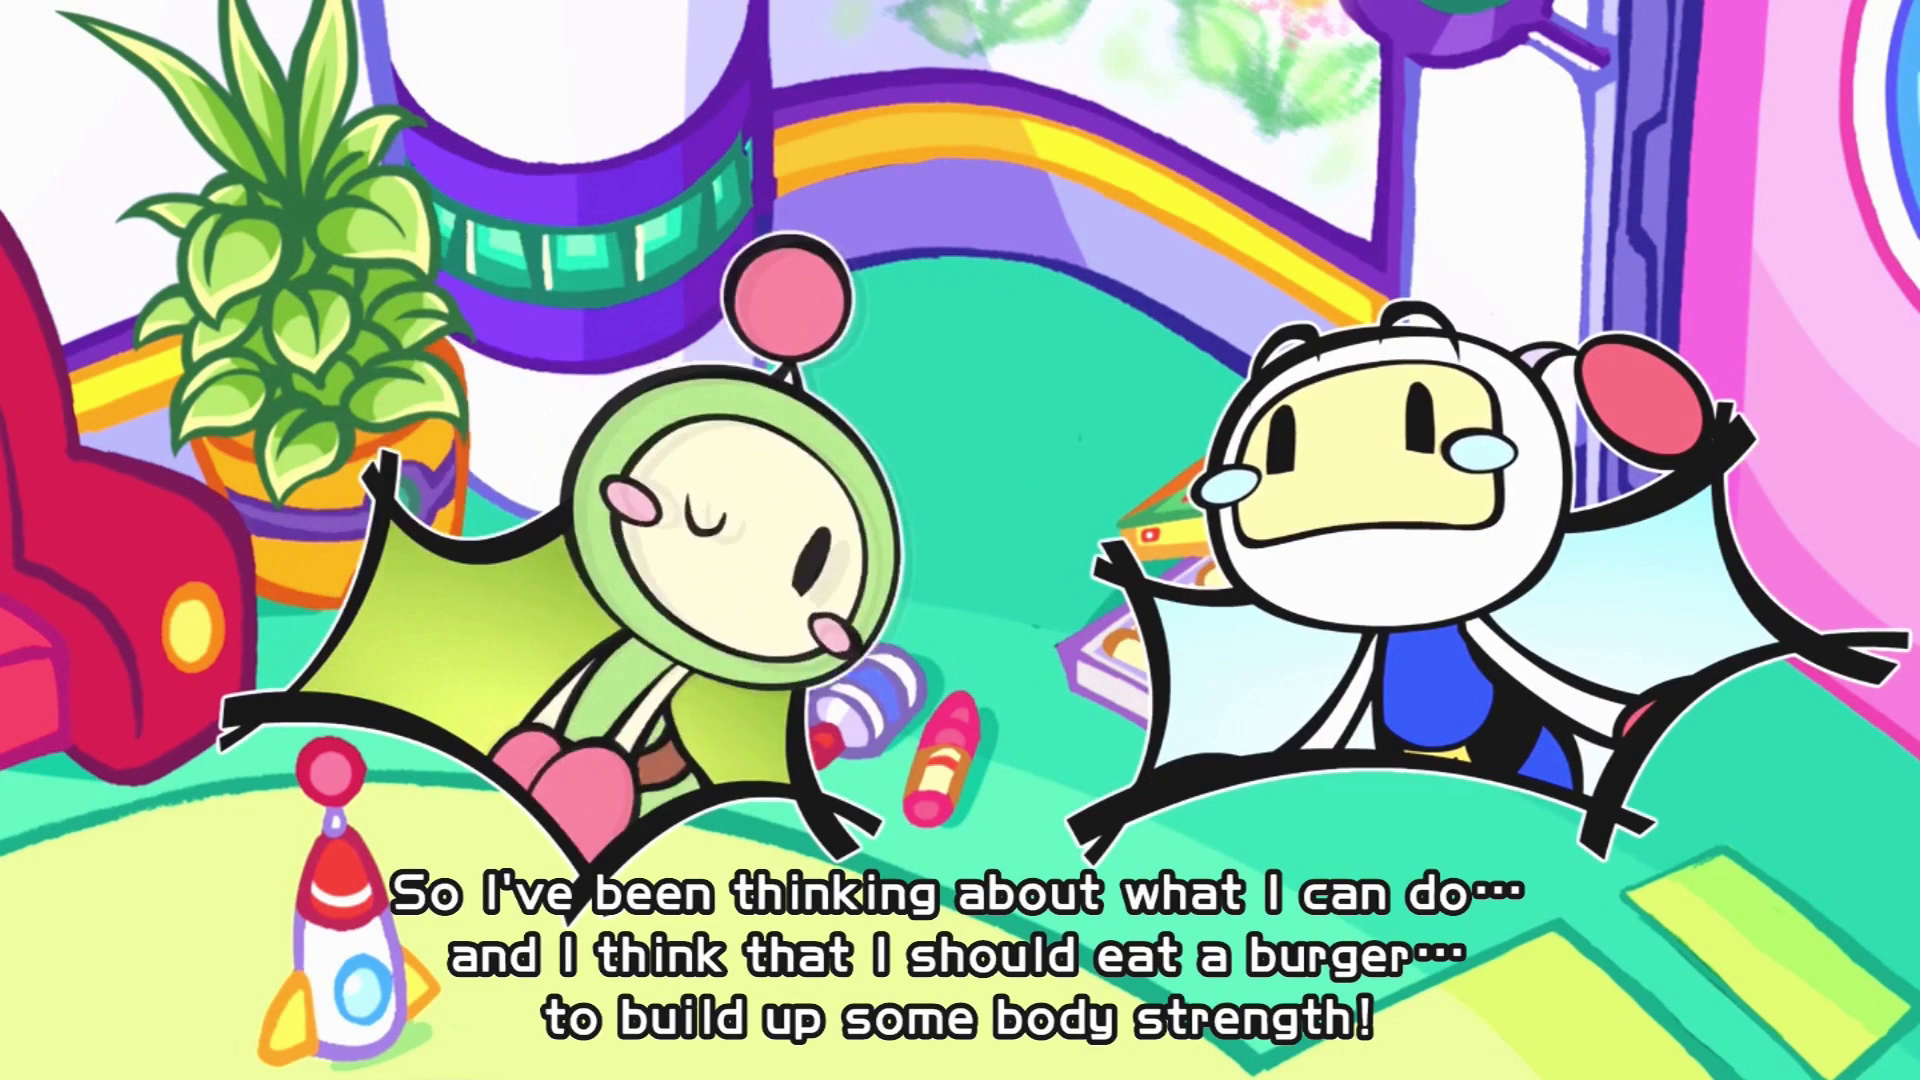 So I've been thinking about what I can do…
and I think that I should eat a burger…
to build up some body strength!